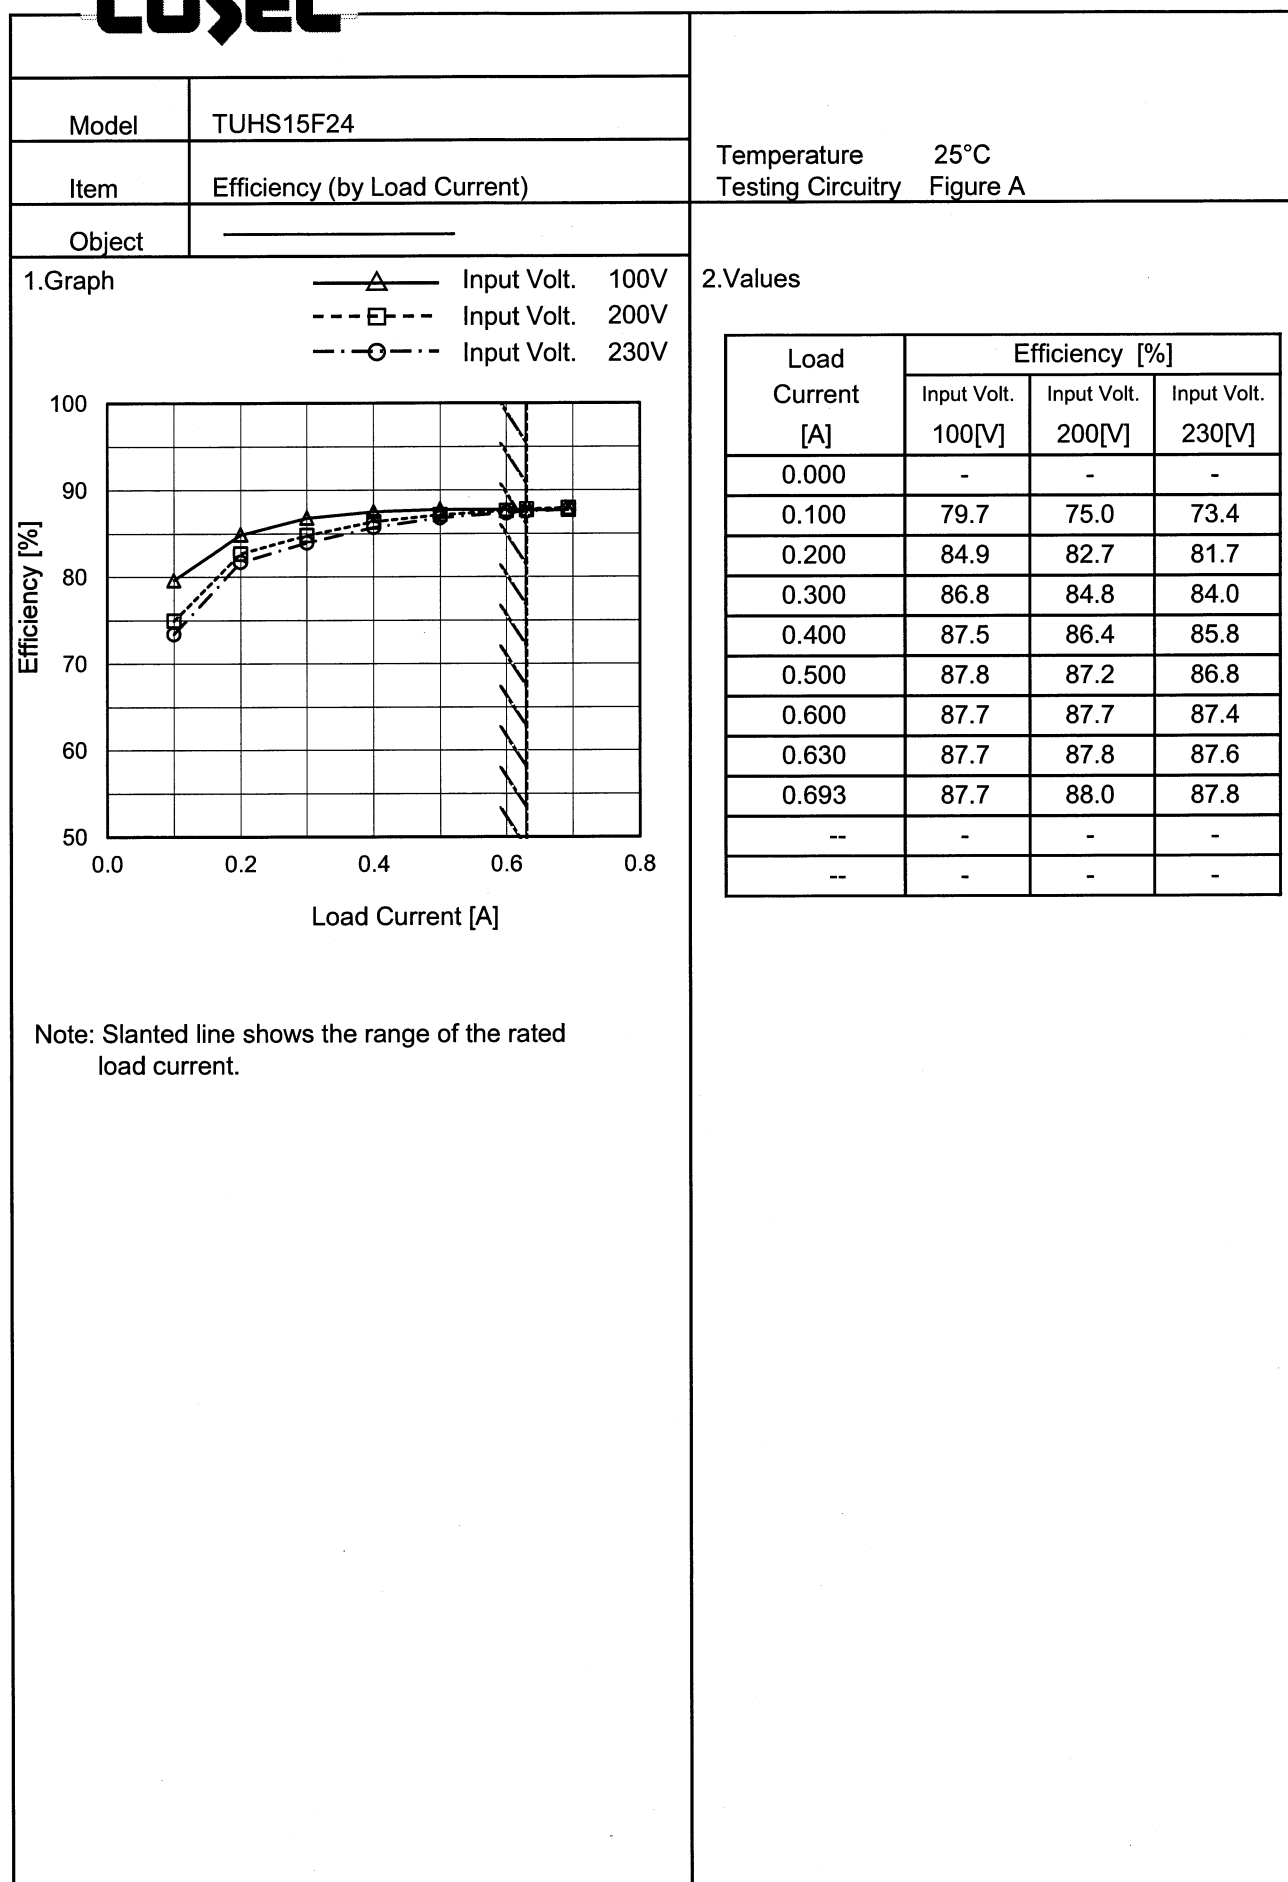 COSEL
Model TUHS15F24
Item Efficiency (by Load Current)
Object
Temperature 25°C
Testing Circuitry Figure A
1.Graph
Input Volt. 100V
Input Volt. 200V
Input Volt. 230V
100
90
80
70
60
50
Efficiency [%]
0.0 0.2 0.4 0.6 0.8
Load Current [A]
Note: Slanted line shows the range of the rated
load current.
2.Values
Load Efficiency [%]
Current Input Volt. Input Volt. Input Volt.
[A] 100[V] 200[V] 230[V]
0.000 - - -
0.100 79.7 75.0 73.4
0.200 84.9 82.7 81.7
0.300 86.8 84.8 84.0
0.400 87.5 86.4 85.8
0.500 87.8 87.2 86.8
0.600 87.7 87.7 87.4
0.630 87.7 87.8 87.6
0.693 87.7 88.0 87.8
-- - - -
-- - - -